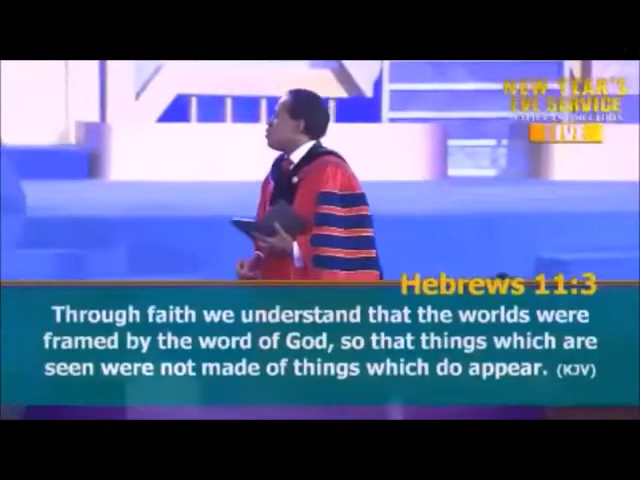 NEW YEAR'S
EVE SERVICE
LIVE
Hebrews 11:3
Through faith we understand that the worlds were
framed by the word of God, so that things which are
seen were not made of things which do appear. (KJV)